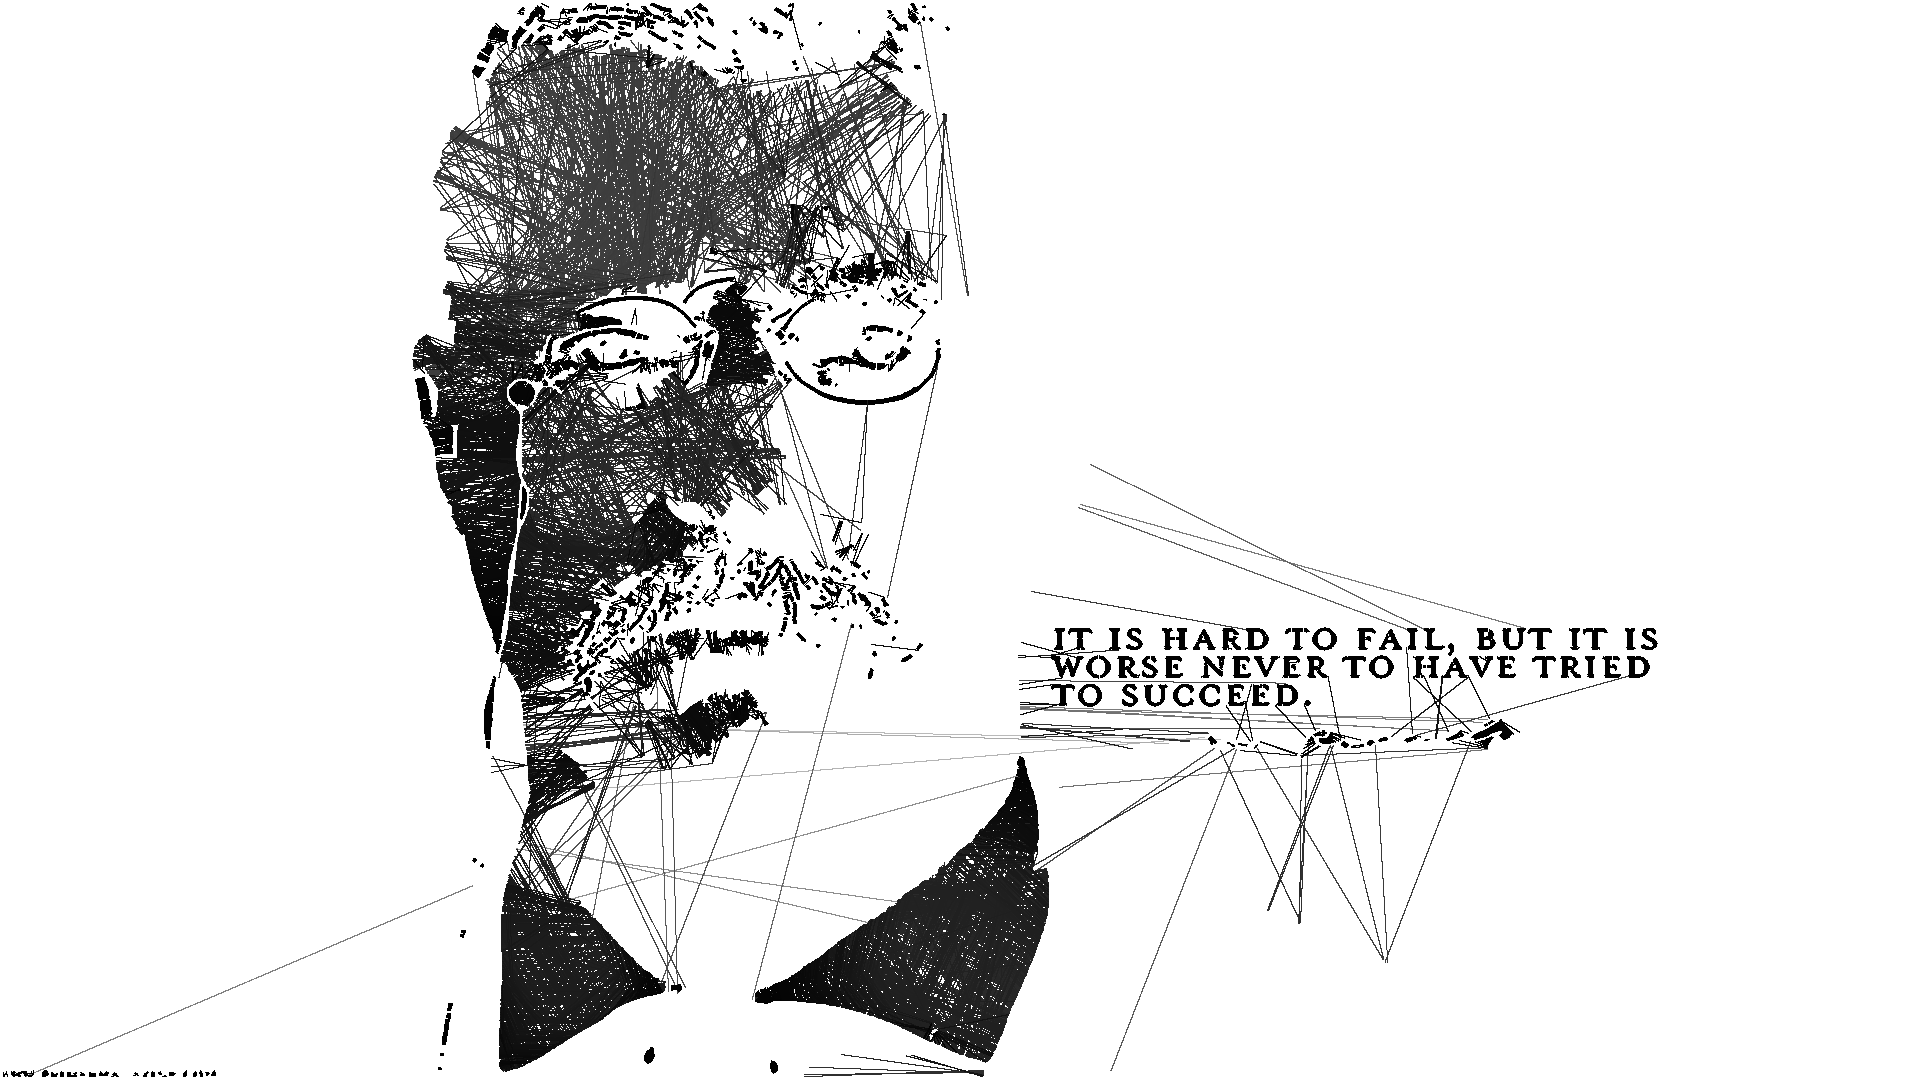 IT IS HARD TO FAIL, BUT IT IS
WORSE NEVER TO HAVE TRIED
TO SUCCEED.